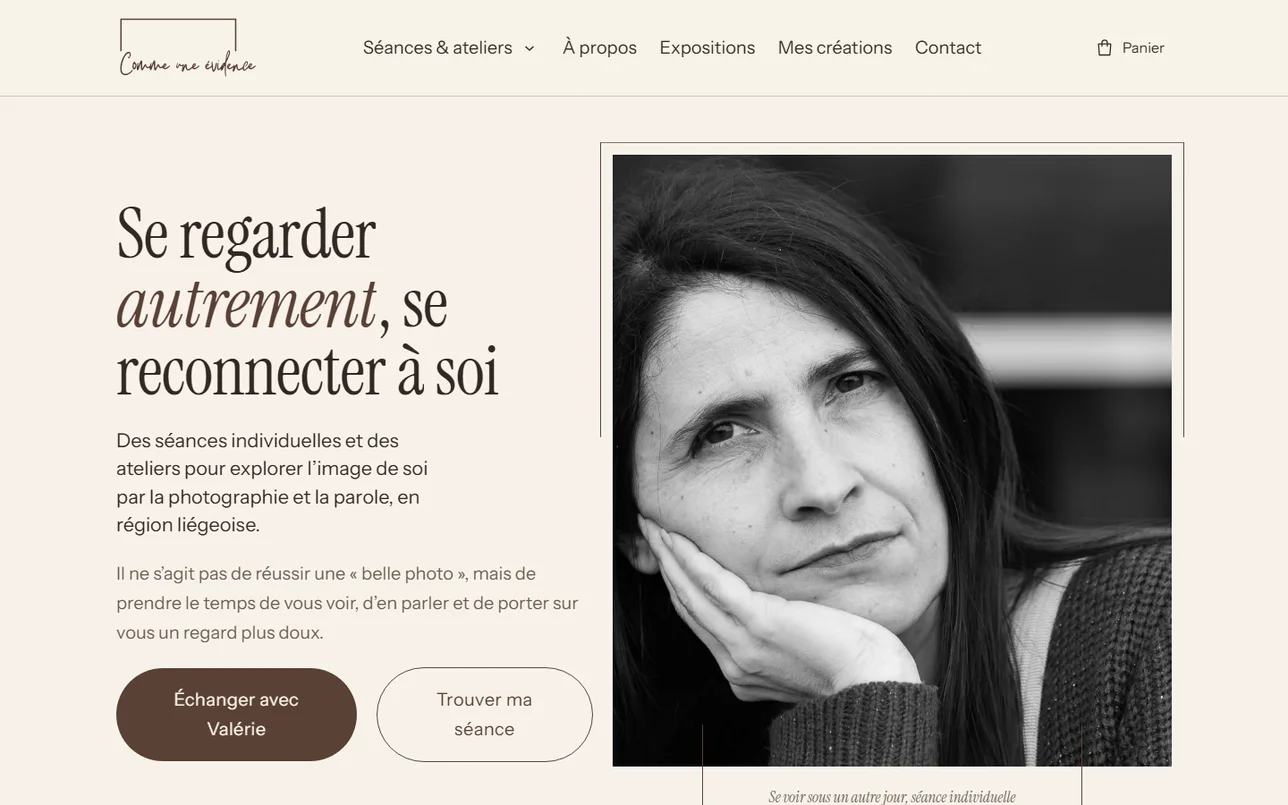 Comme une évidence
Séances & ateliers
À propos
Expositions
Mes créations
Contact
Panier
Se regarder
autrement, se
reconnecter à soi
Des séances individuelles et des
ateliers pour explorer l’image de soi
par la photographie et la parole, en
région liégeoise.
Il ne s’agit pas de réussir une « belle photo », mais de
prendre le temps de vous voir, d’en parler et de porter sur
vous un regard plus doux.
Échanger avec
Valérie
Trouver ma
séance
Se voir sous un autre jour, séance individuelle